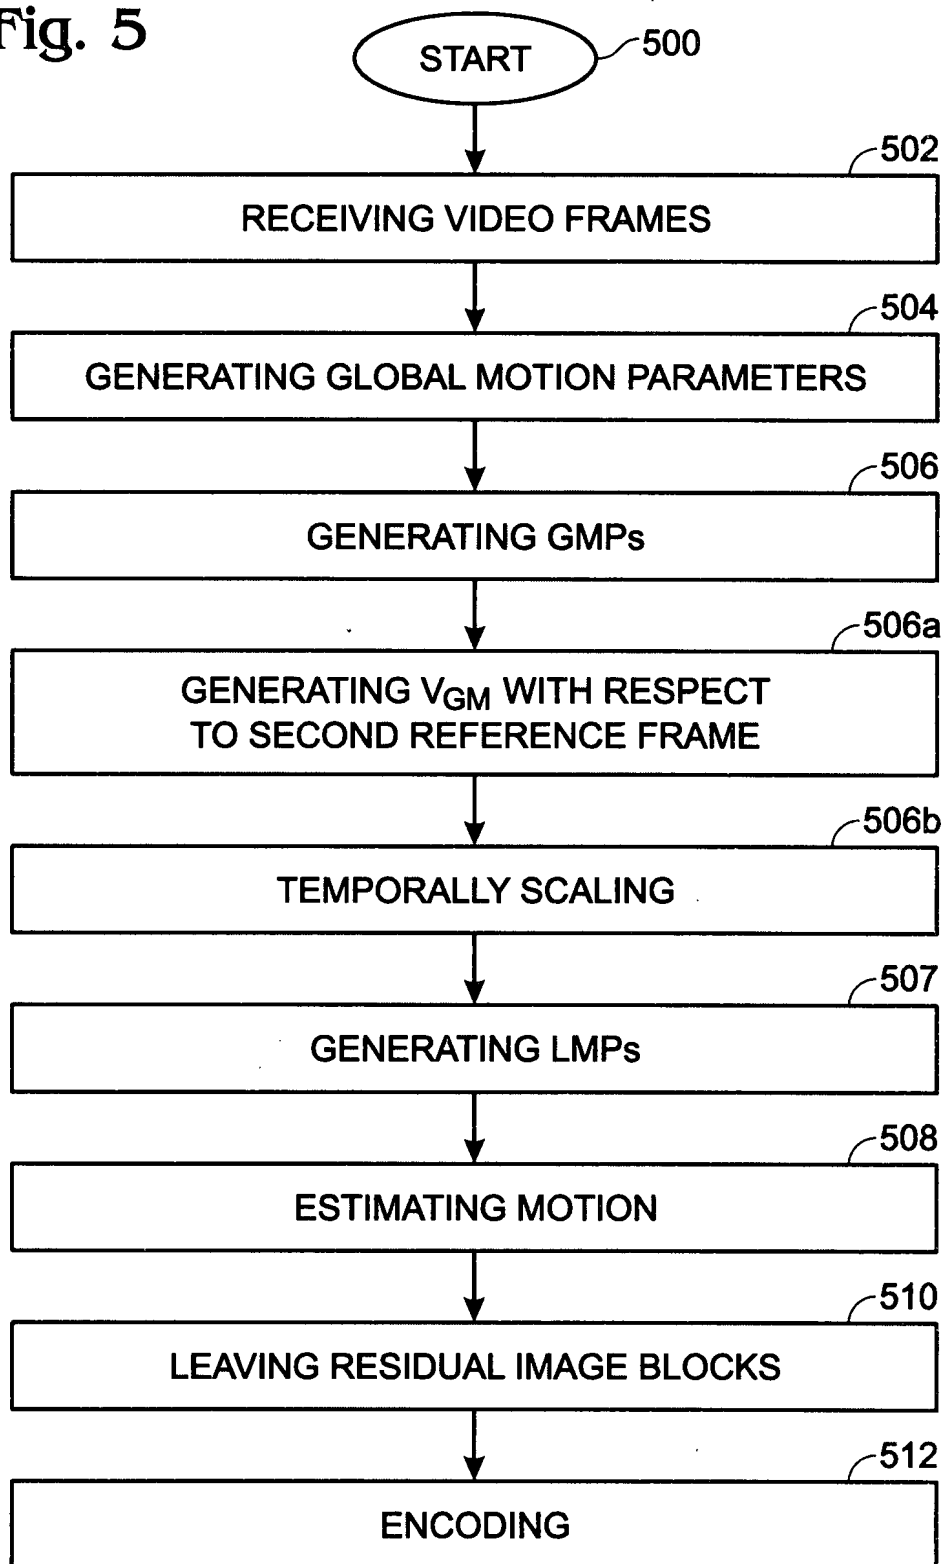 Fig. 5
START
500
502
RECEIVING VIDEO FRAMES
504
GENERATING GLOBAL MOTION PARAMETERS
506
GENERATING GMPs
506a
GENERATING VGM WITH RESPECT
TO SECOND REFERENCE FRAME
506b
TEMPORALLY SCALING
507
GENERATING LMPs
508
ESTIMATING MOTION
510
LEAVING RESIDUAL IMAGE BLOCKS
512
ENCODING